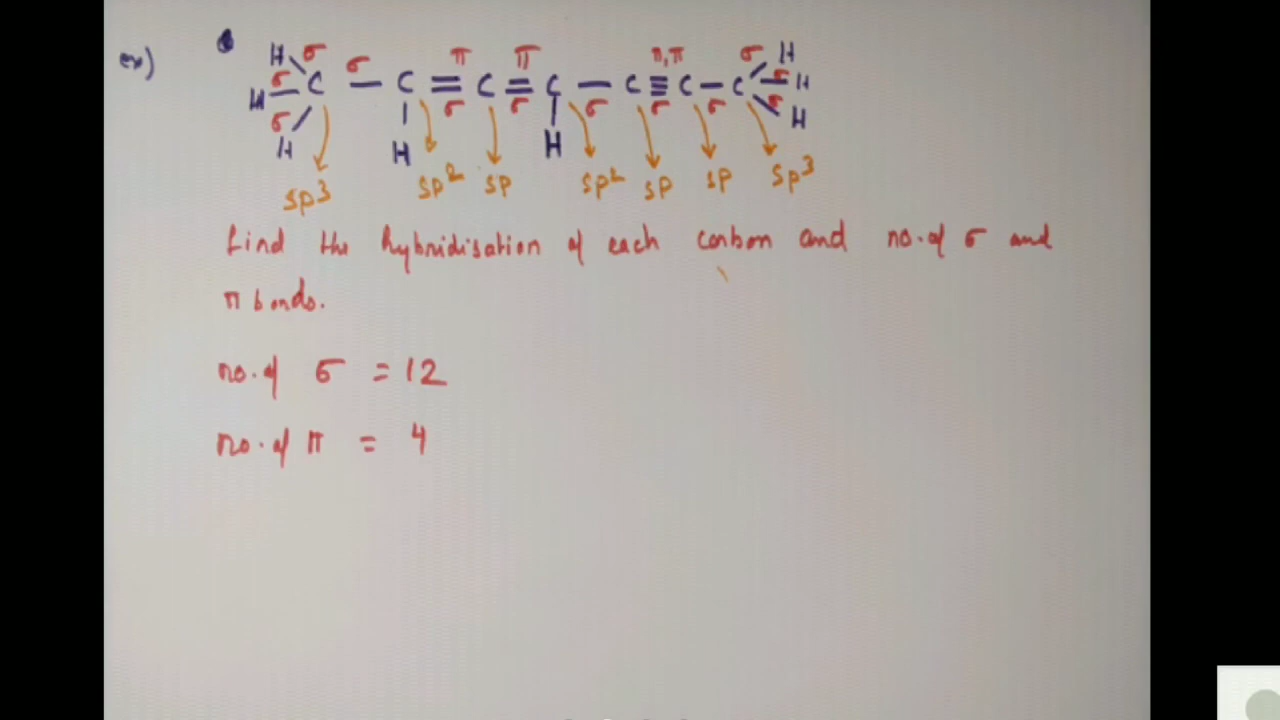 ex)
H σ σ π π π,π σ H
H σ C — C = C = C — C ≡ C — C σ H
σ σ σ σ σ σ σ
H H H H
sp³ sp² sp sp² sp sp sp³
find the hybridisation of each carbon and no.of σ and
π bonds.
no.of σ = 12
no.of π = 4